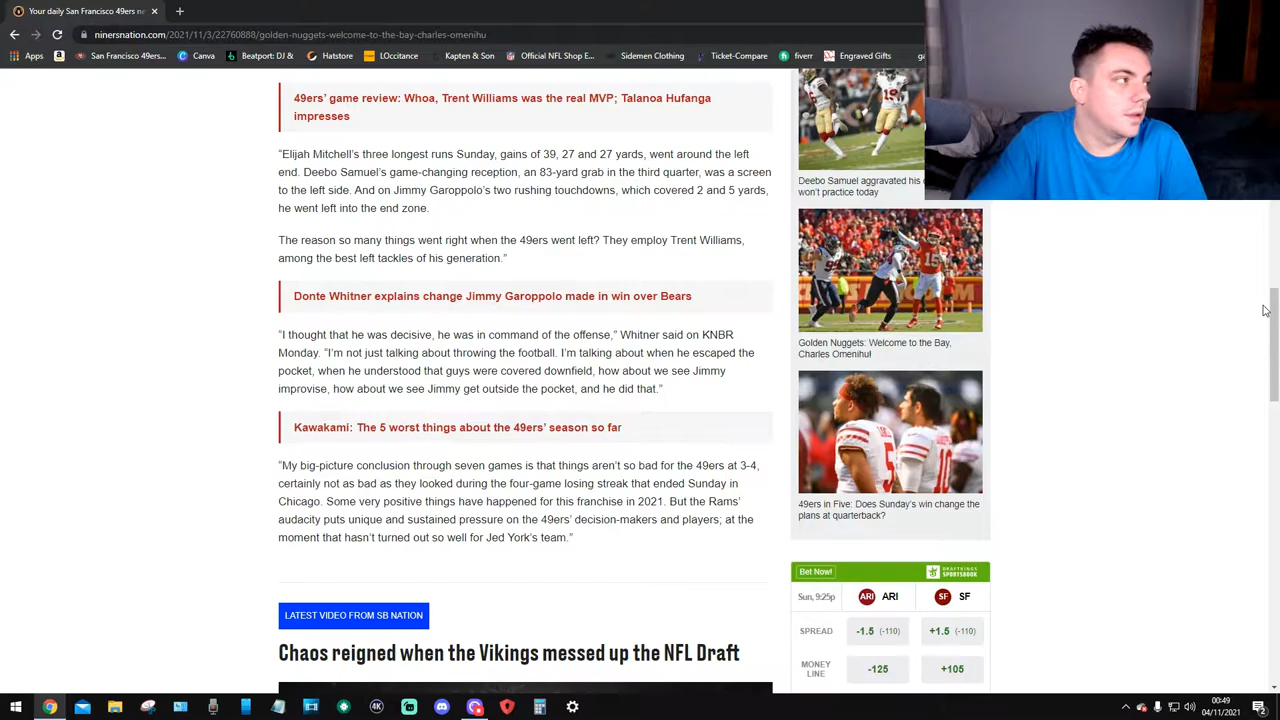 Your daily San Francisco 49ers ne
ninersnation.com/2021/11/3/22760888/golden-nuggets-welcome-to-the-bay-charles-omenihu
Apps
San Francisco 49ers...
Canva
Beatport: DJ &
Hatstore
LOccitance
Kapten & Son
Official NFL Shop E...
Sidemen Clothing
Ticket-Compare
fiverr
Engraved Gifts
ga
49ers’ game review: Whoa, Trent Williams was the real MVP; Talanoa Hufanga
impresses
“Elijah Mitchell’s three longest runs Sunday, gains of 39, 27 and 27 yards, went around the left
end. Deebo Samuel’s game-changing reception, an 83-yard grab in the third quarter, was a screen
to the left side. And on Jimmy Garoppolo’s two rushing touchdowns, which covered 2 and 5 yards,
he went left into the end zone.
The reason so many things went right when the 49ers went left? They employ Trent Williams,
among the best left tackles of his generation.”
Donte Whitner explains change Jimmy Garoppolo made in win over Bears
“I thought that he was decisive, he was in command of the offense,” Whitner said on KNBR
Monday. “I’m not just talking about throwing the football. I’m talking about when he escaped the
pocket, when he understood that guys were covered downfield, how about we see Jimmy
improvise, how about we see Jimmy get outside the pocket, and he did that.”
Kawakami: The 5 worst things about the 49ers’ season so far
“My big-picture conclusion through seven games is that things aren’t so bad for the 49ers at 3-4,
certainly not as bad as they looked during the four-game losing streak that ended Sunday in
Chicago. Some very positive things have happened for this franchise in 2021. But the Rams’
audacity puts unique and sustained pressure on the 49ers’ decision-makers and players; at the
moment that hasn’t turned out so well for Jed York’s team.”
LATEST VIDEO FROM SB NATION
Chaos reigned when the Vikings messed up the NFL Draft
Deebo Samuel aggravated his
won’t practice today
Golden Nuggets: Welcome to the Bay,
Charles Omenihu!
49ers in Five: Does Sunday’s win change the
plans at quarterback?
Bet Now!
DRAFTKINGS
SPORTSBOOK
Sun, 9:25p
ARI ARI
SF SF
SPREAD
-1.5 (-110)
+1.5 (-110)
MONEY
LINE
-125
+105
4K
00:49
04/11/2021
2